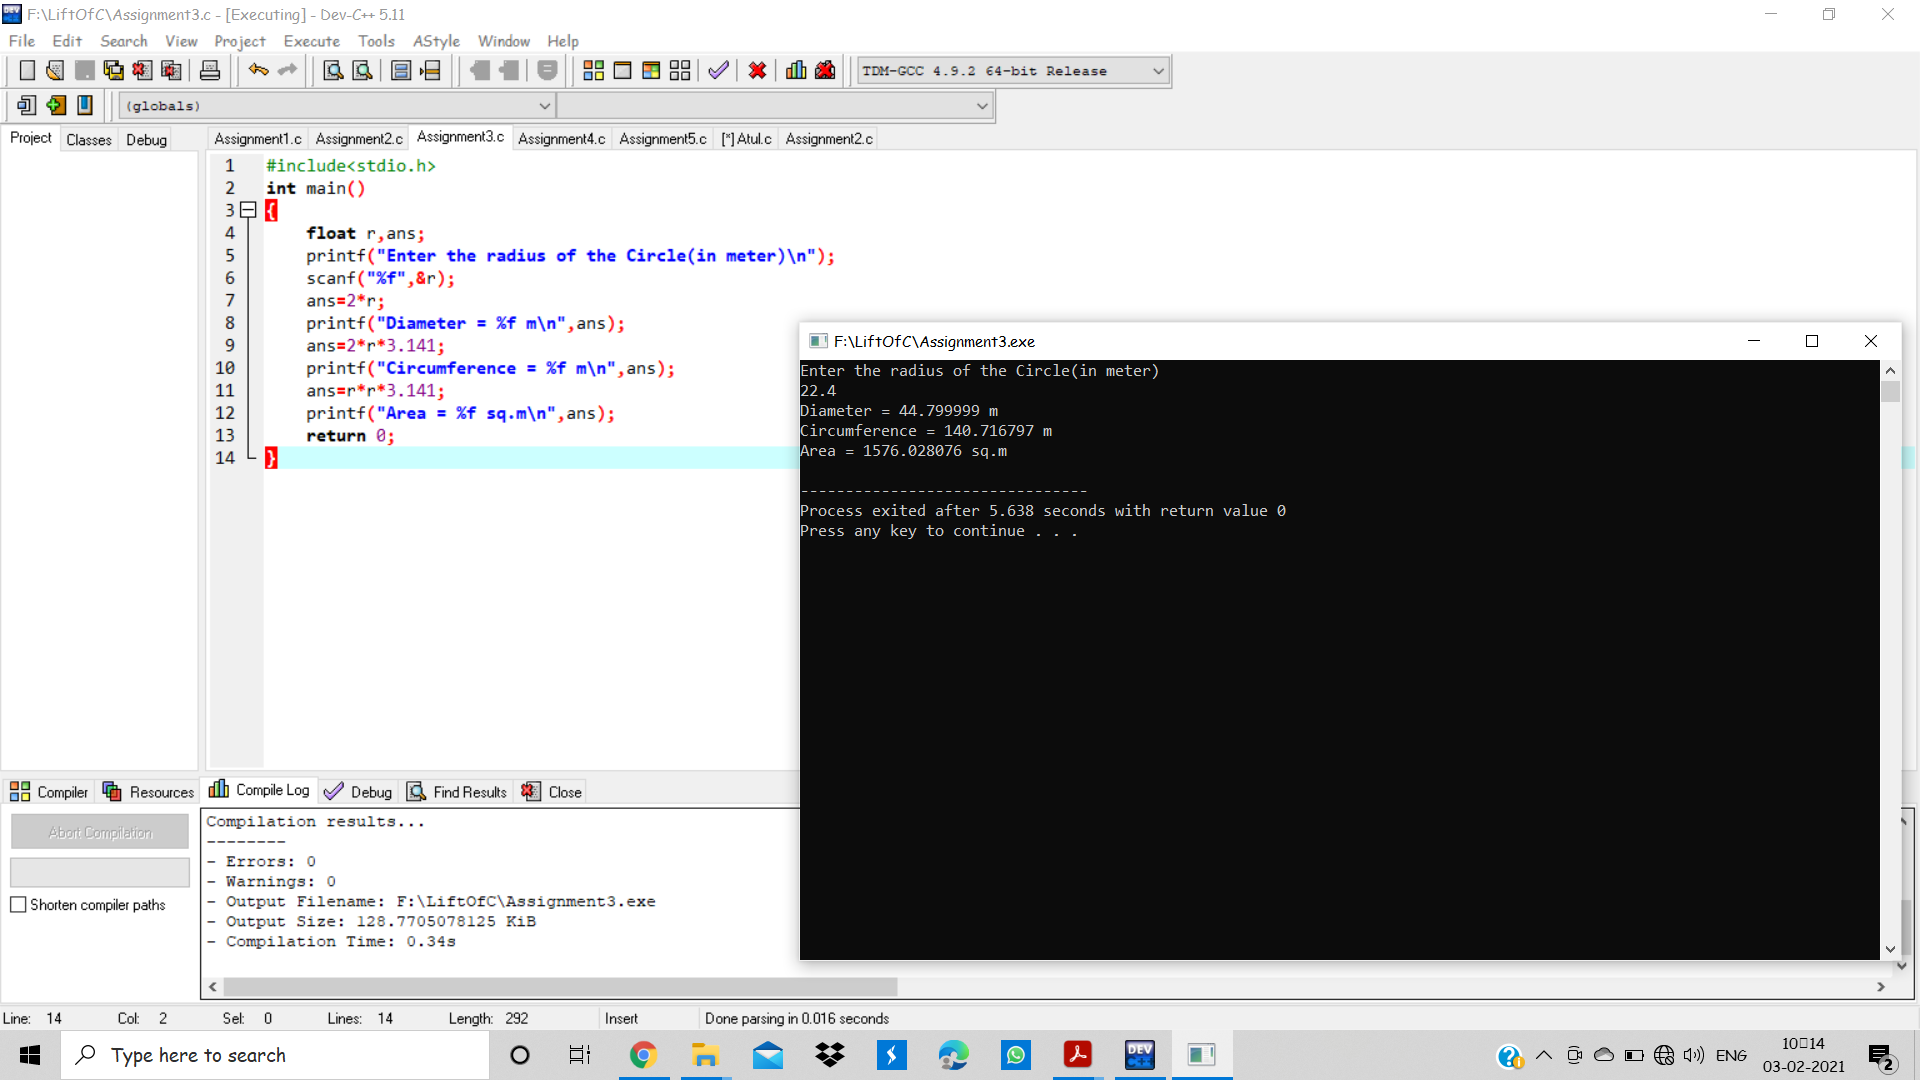 F:\LiftOfC\Assignment3.c - [Executing] - Dev-C++ 5.11
File Edit Search View Project Execute Tools AStyle Window Help
TDM-GCC 4.9.2 64-bit Release
(globals)
Project Classes Debug
Assignment1.c Assignment2.c Assignment3.c Assignment4.c Assignment5.c [*] Atul.c Assignment2.c
1 #include<stdio.h>
2 int main()
3 {
4 float r,ans;
5 printf("Enter the radius of the Circle(in meter)\n");
6 scanf("%f",&r);
7 ans=2*r;
8 printf("Diameter = %f m\n",ans);
9 ans=2*r*3.141;
10 printf("Circumference = %f m\n",ans);
11 ans=r*r*3.141;
12 printf("Area = %f sq.m\n",ans);
13 return 0;
14 }
F:\LiftOfC\Assignment3.exe
Enter the radius of the Circle(in meter)
22.4
Diameter = 44.799999 m
Circumference = 140.716797 m
Area = 1576.028076 sq.m
--------------------------------
Process exited after 5.638 seconds with return value 0
Press any key to continue . . .
Compiler Resources Compile Log Debug Find Results Close
Abort Compilation
Shorten compiler paths
Compilation results...
--------
- Errors: 0
- Warnings: 0
- Output Filename: F:\LiftOfC\Assignment3.exe
- Output Size: 128.7705078125 KiB
- Compilation Time: 0.34s
Line: 14 Col: 2 Sel: 0 Lines: 14 Length: 292 Insert Done parsing in 0.016 seconds
Type here to search
DEV C++
ENG
10▯14
03-02-2021
2